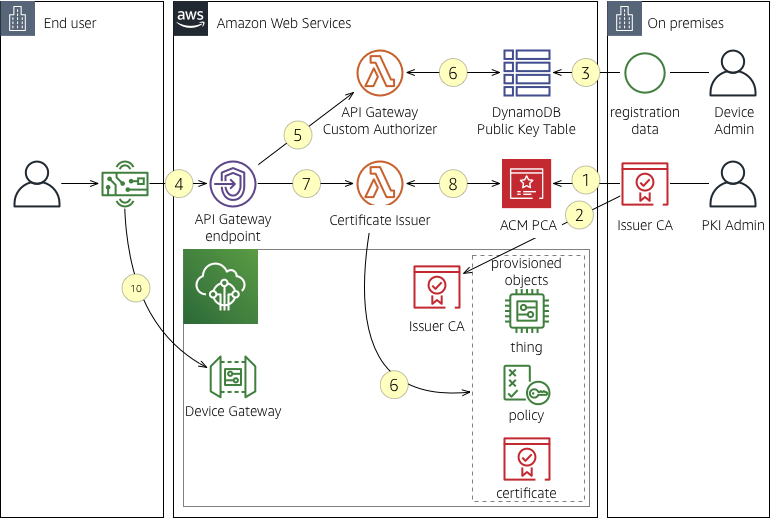 End user
aws
Amazon Web Services
On premises
6
3
API Gateway
Custom Authorizer
DynamoDB
Public Key Table
registration
data
Device
Admin
5
4
7
8
1
2
API Gateway
endpoint
Certificate Issuer
ACM PCA
Issuer CA
PKI Admin
provisioned
objects
10
Issuer CA
thing
6
Device Gateway
policy
certificate